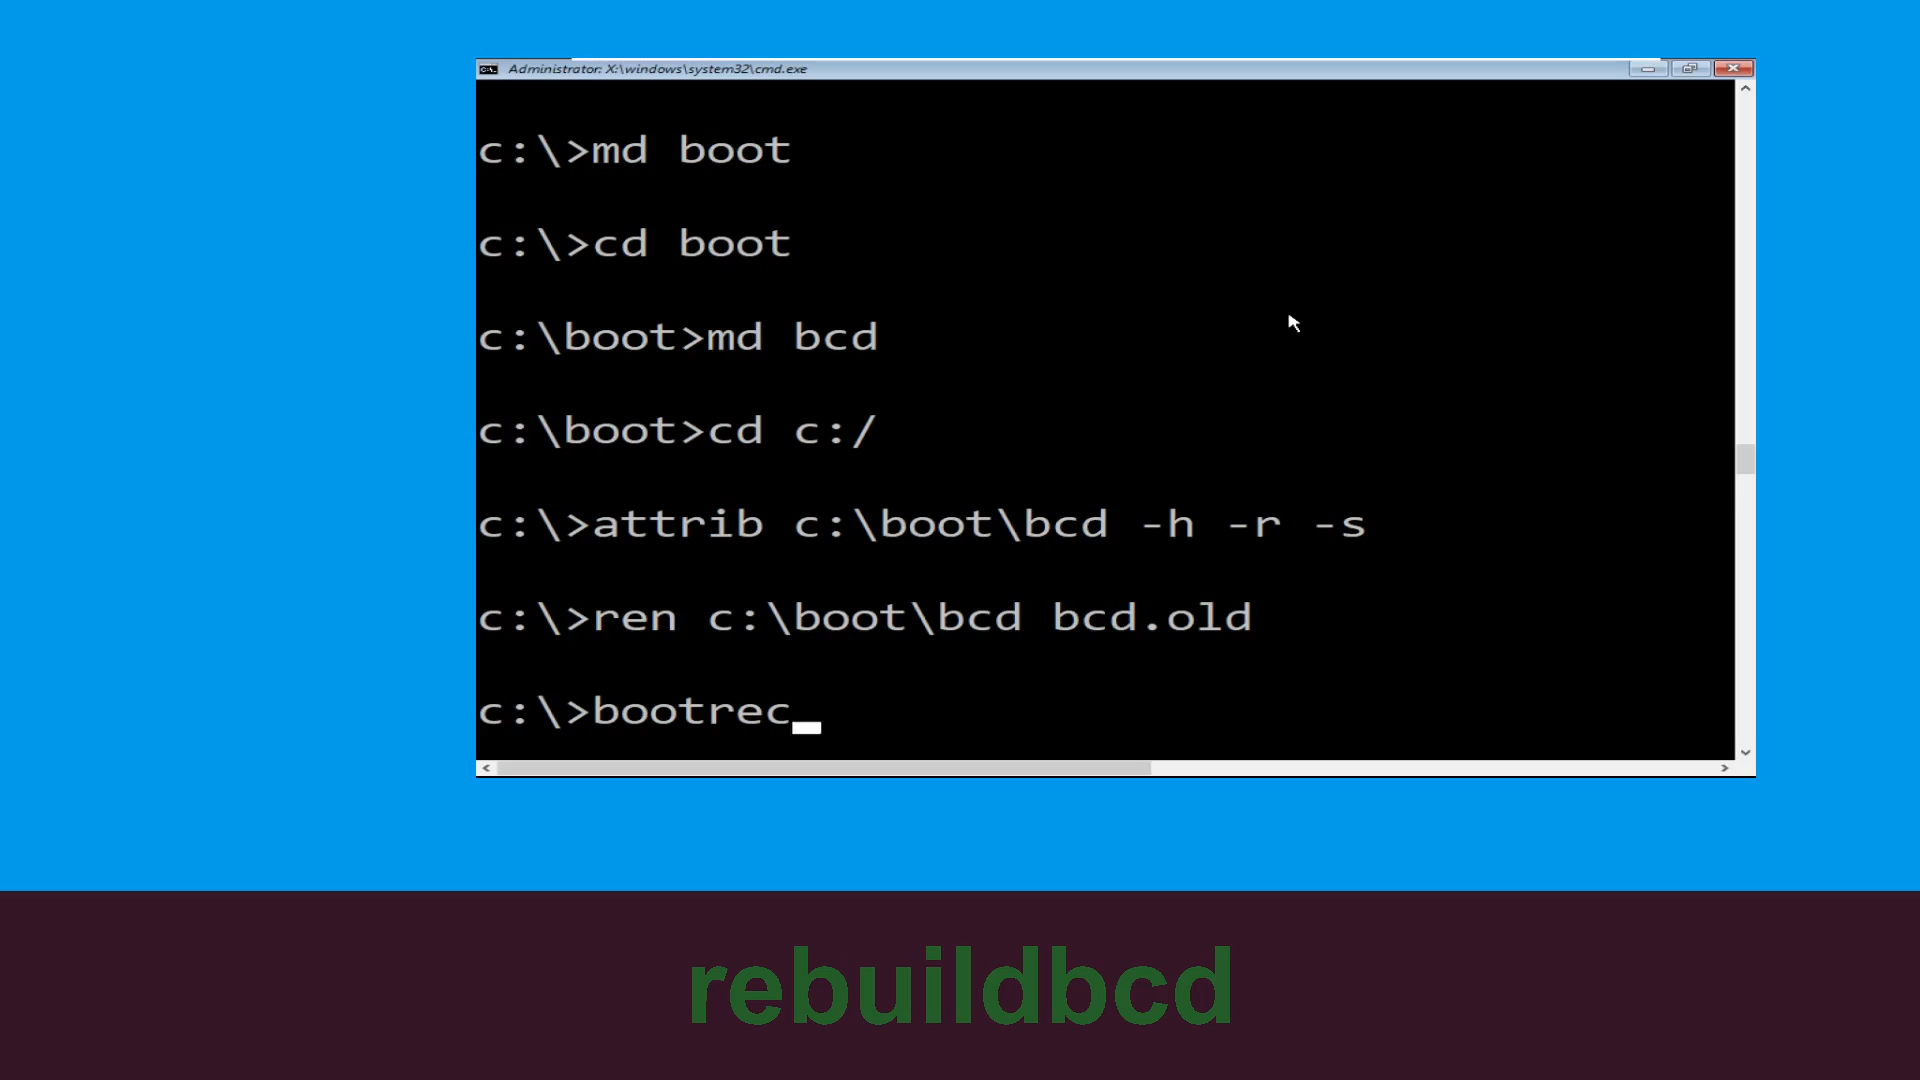 Administrator: X:\windows\system32\cmd.exe
c:\>md boot
c:\>cd boot
c:\boot>md bcd
c:\boot>cd c:/
c:\>attrib c:\boot\bcd -h -r -s
c:\>ren c:\boot\bcd bcd.old
c:\>bootrec_
rebuildbcd